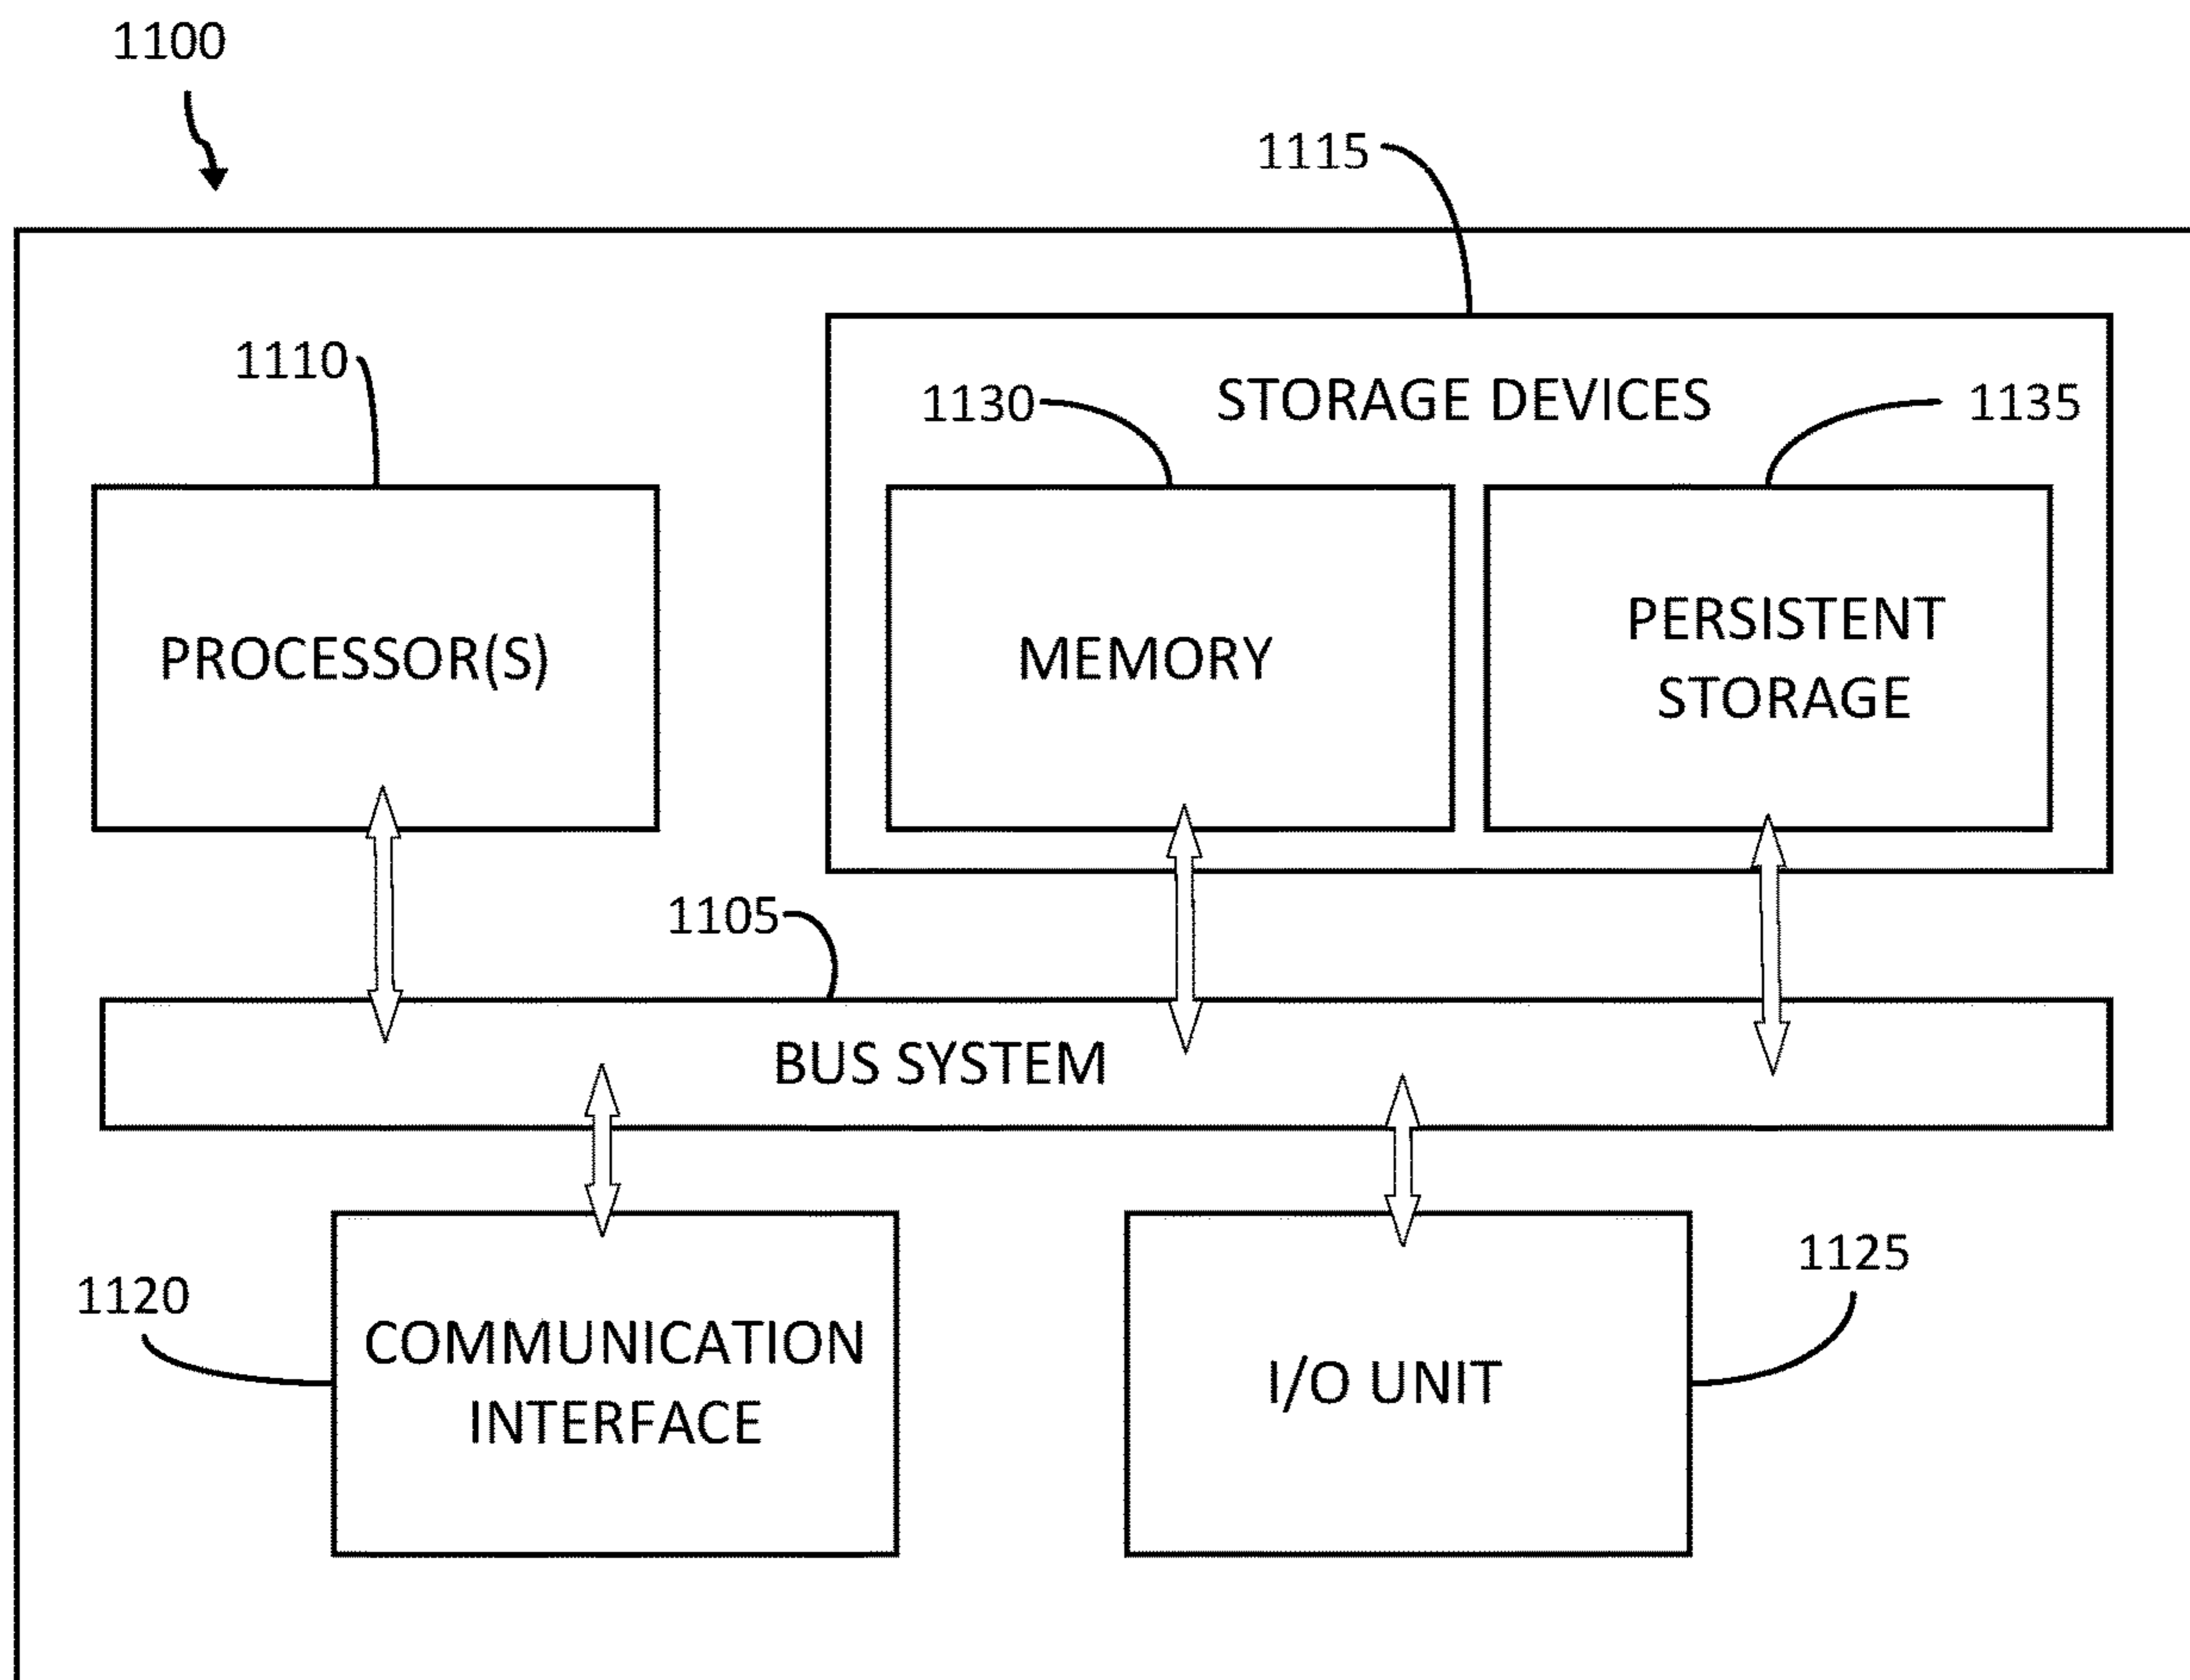 1100
1115
1110
STORAGE DEVICES
1130
1135
PROCESSOR(S)
MEMORY
PERSISTENT
STORAGE
1105
BUS SYSTEM
1120
COMMUNICATION
INTERFACE
I/O UNIT
1125